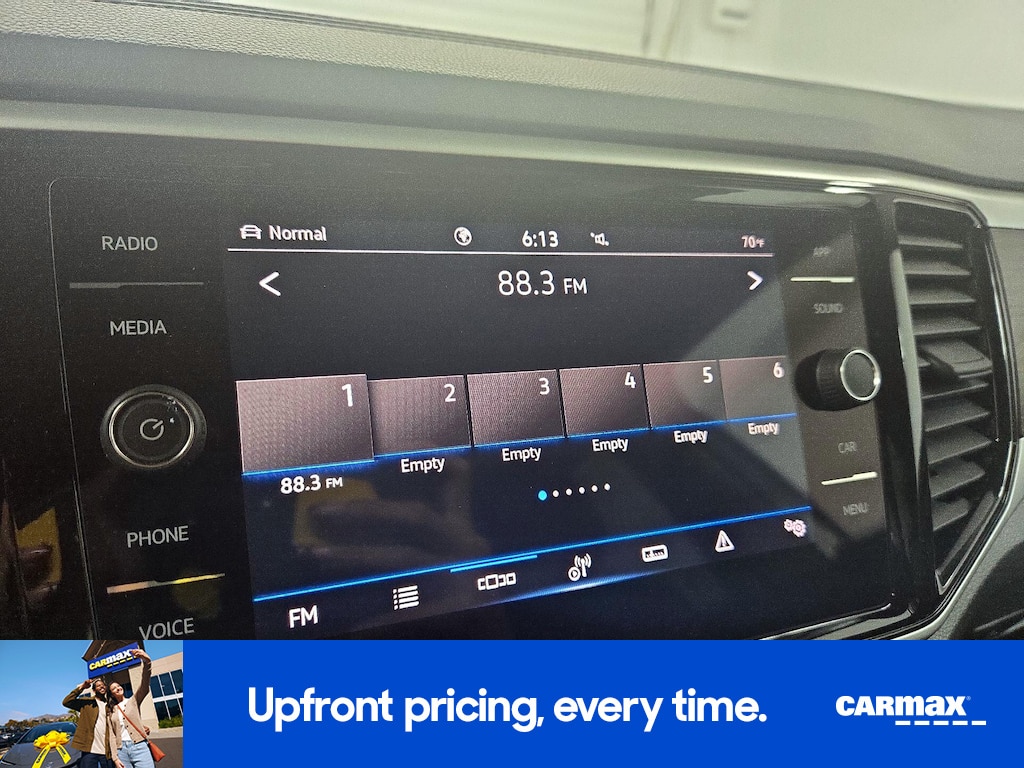 RADIO
MEDIA
PHONE
VOICE
Normal
6:13
70°F
88.3 FM
1
2
3
4
5
6
88.3 FM
Empty
Empty
Empty
Empty
Empty
FM
APP
SOUND
CAR
MENU
CARMAX
Upfront pricing, every time.
CARMAX